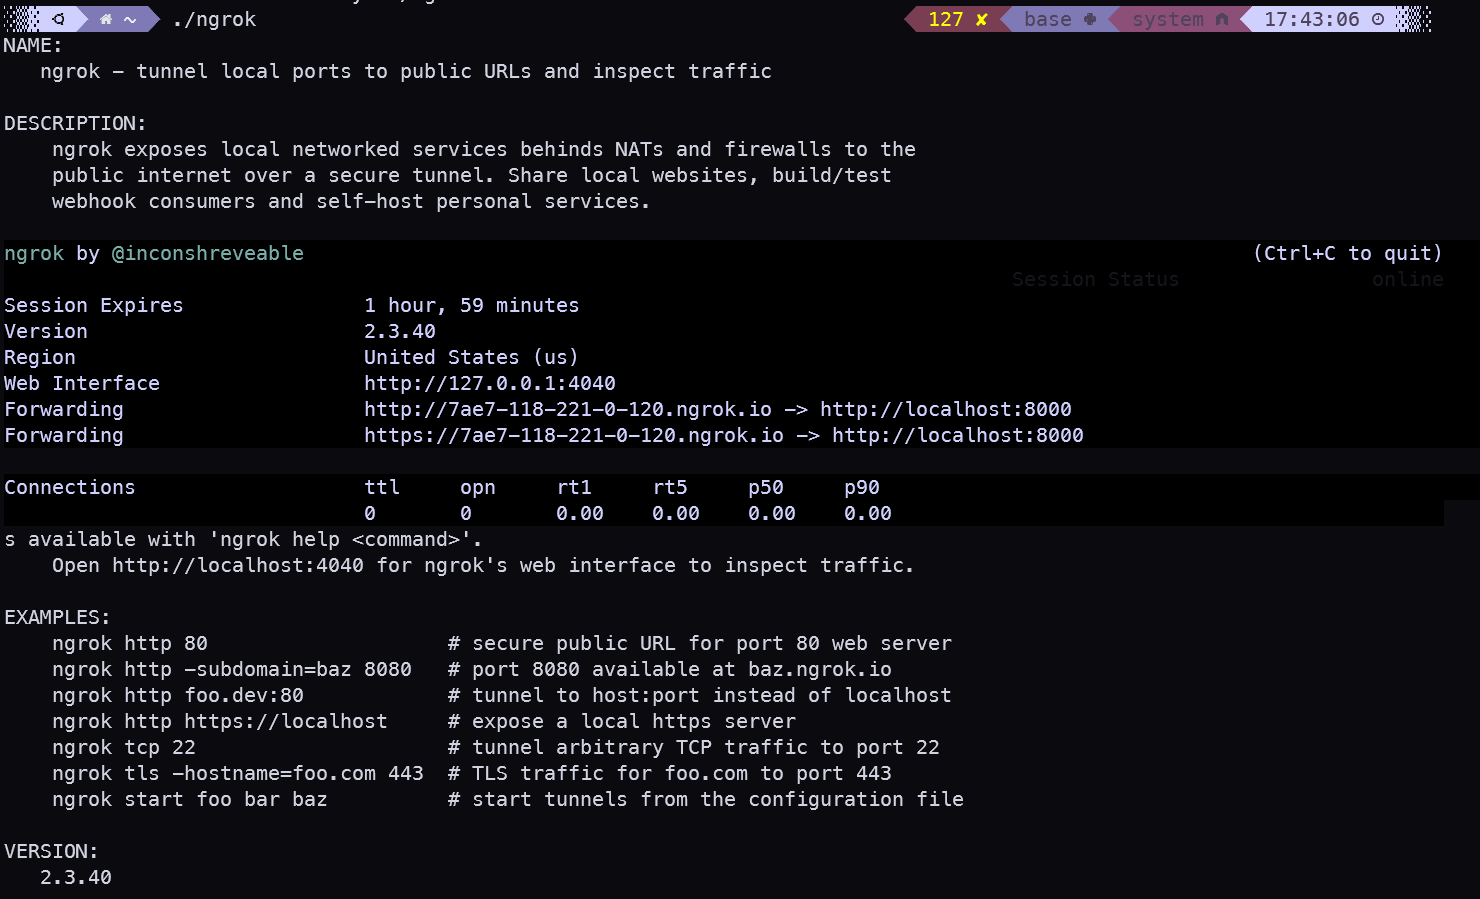 ~ ./ngrok 127 ✘ base system 17:43:06
NAME:
ngrok - tunnel local ports to public URLs and inspect traffic
DESCRIPTION:
ngrok exposes local networked services behinds NATs and firewalls to the
public internet over a secure tunnel. Share local websites, build/test
webhook consumers and self-host personal services.
ngrok by @inconshreveable (Ctrl+C to quit)
Session Status online
Session Expires 1 hour, 59 minutes
Version 2.3.40
Region United States (us)
Web Interface http://127.0.0.1:4040
Forwarding http://7ae7-118-221-0-120.ngrok.io -> http://localhost:8000
Forwarding https://7ae7-118-221-0-120.ngrok.io -> http://localhost:8000
Connections ttl opn rt1 rt5 p50 p90
0 0 0.00 0.00 0.00 0.00
s available with 'ngrok help <command>'.
Open http://localhost:4040 for ngrok's web interface to inspect traffic.
EXAMPLES:
ngrok http 80 # secure public URL for port 80 web server
ngrok http -subdomain=baz 8080 # port 8080 available at baz.ngrok.io
ngrok http foo.dev:80 # tunnel to host:port instead of localhost
ngrok http https://localhost # expose a local https server
ngrok tcp 22 # tunnel arbitrary TCP traffic to port 22
ngrok tls -hostname=foo.com 443 # TLS traffic for foo.com to port 443
ngrok start foo bar baz # start tunnels from the configuration file
VERSION:
2.3.40